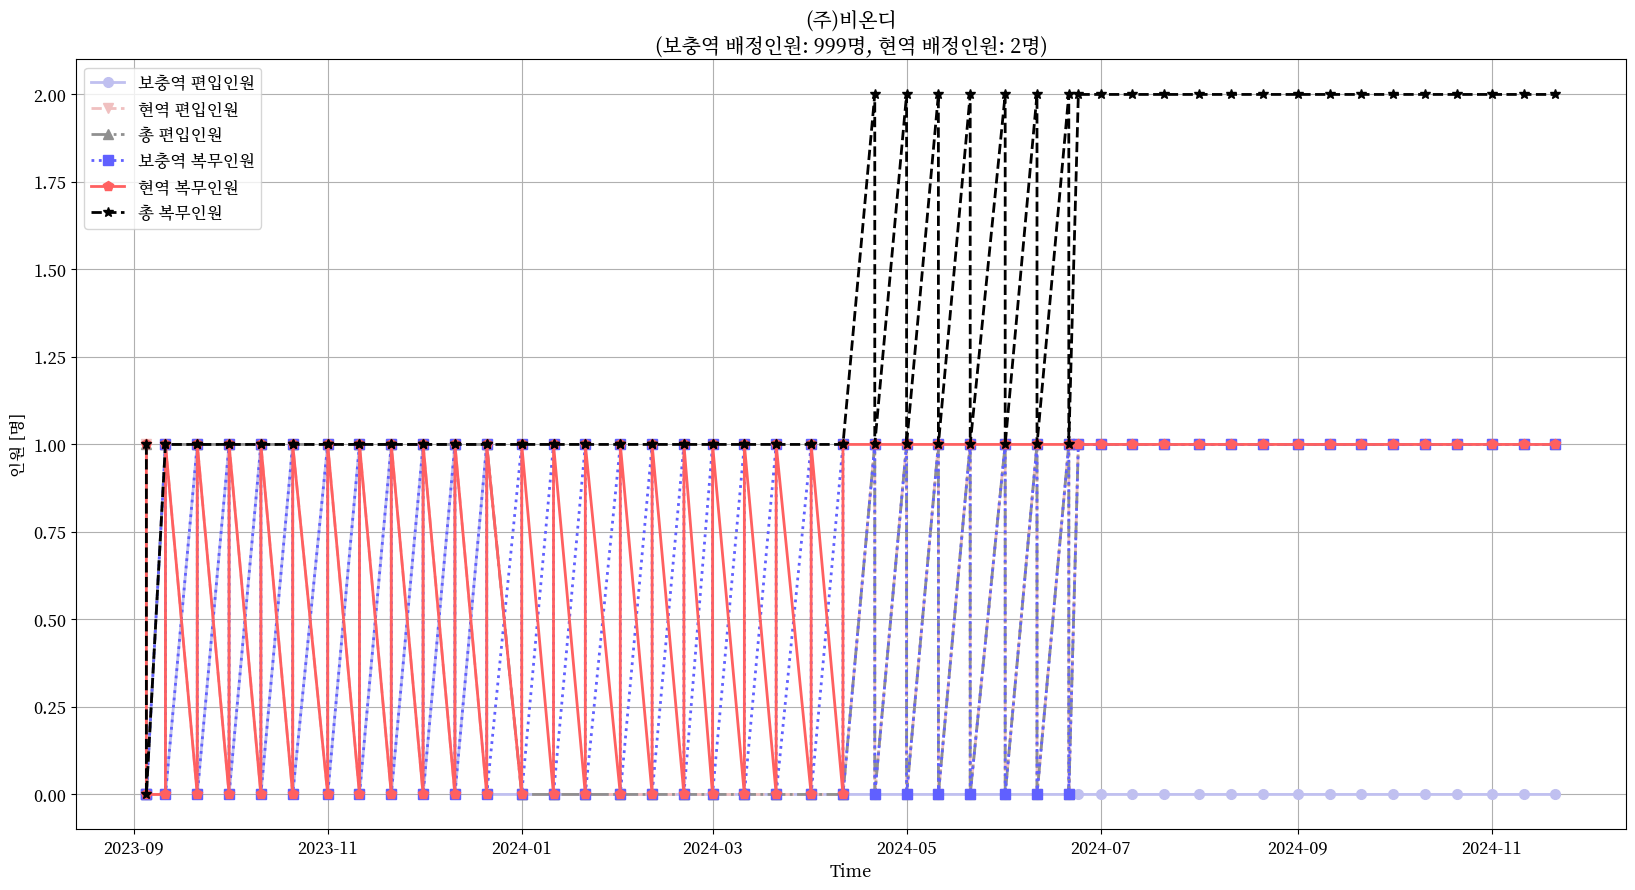 (주)비온디
(보충역 배정인원: 999명, 현역 배정인원: 2명)
보충역 편입인원
현역 편입인원
총 편입인원
보충역 복무인원
현역 복무인원
총 복무인원
인원 [명]
2.00
1.75
1.50
1.25
1.00
0.75
0.50
0.25
0.00
2023-09
2023-11
2024-01
2024-03
2024-05
2024-07
2024-09
2024-11
Time